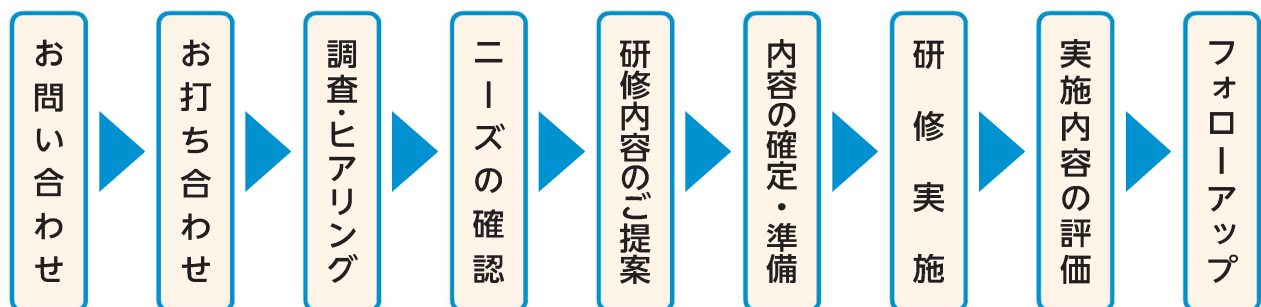 お問い合わせ
お打ち合わせ
調査・ヒアリング
ニーズの確認
研修内容のご提案
内容の確定・準備
研修実施
実施内容の評価
フォローアップ